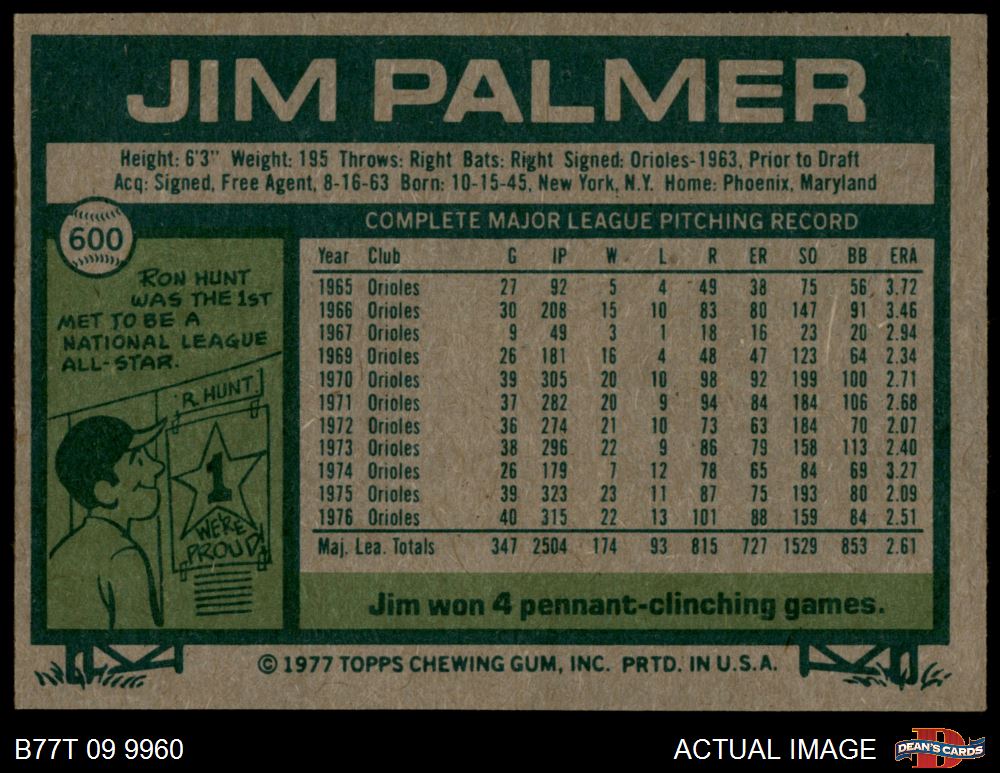 JIM PALMER
Height: 6'3" Weight: 195 Throws: Right Bats: Right Signed: Orioles-1963, Prior to Draft
Acq: Signed, Free Agent, 8-16-63 Born: 10-15-45, New York, N.Y. Home: Phoenix, Maryland
600
RON HUNT
WAS THE 1ST
MET TO BE A
NATIONAL LEAGUE
ALL-STAR.
R. HUNT.
1
WE'RE
PROUD!
COMPLETE MAJOR LEAGUE PITCHING RECORD
Year Club G IP W L R ER SO BB ERA
1965 Orioles 27 92 5 4 49 38 75 56 3.72
1966 Orioles 30 208 15 10 83 80 147 91 3.46
1967 Orioles 9 49 3 1 18 16 23 20 2.94
1969 Orioles 26 181 16 4 48 47 123 64 2.34
1970 Orioles 39 305 20 10 98 92 199 100 2.71
1971 Orioles 37 282 20 9 94 84 184 106 2.68
1972 Orioles 36 274 21 10 73 63 184 70 2.07
1973 Orioles 38 296 22 9 86 79 158 113 2.40
1974 Orioles 26 179 7 12 78 65 84 69 3.27
1975 Orioles 39 323 23 11 87 75 193 80 2.09
1976 Orioles 40 315 22 13 101 88 159 84 2.51
Maj. Lea. Totals 347 2504 174 93 815 727 1529 853 2.61
Jim won 4 pennant-clinching games.
© 1977 TOPPS CHEWING GUM, INC. PRTD. IN U.S.A.
B77T 09 9960
ACTUAL IMAGE
D
DEAN'S CARDS